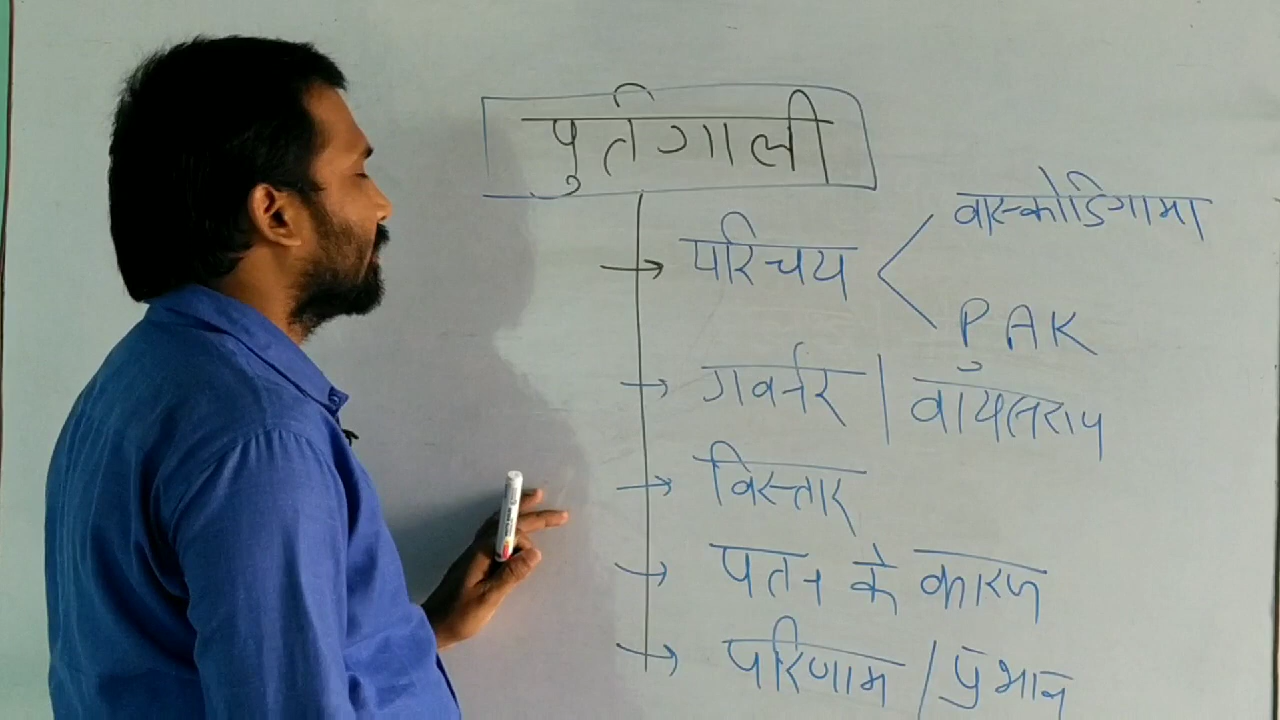 पुर्तगाली
परिचय
वास्कोडिगामा
PAK
गवर्नर / वायसराय
विस्तार
पतन के कारण
परिणाम / प्रभाव